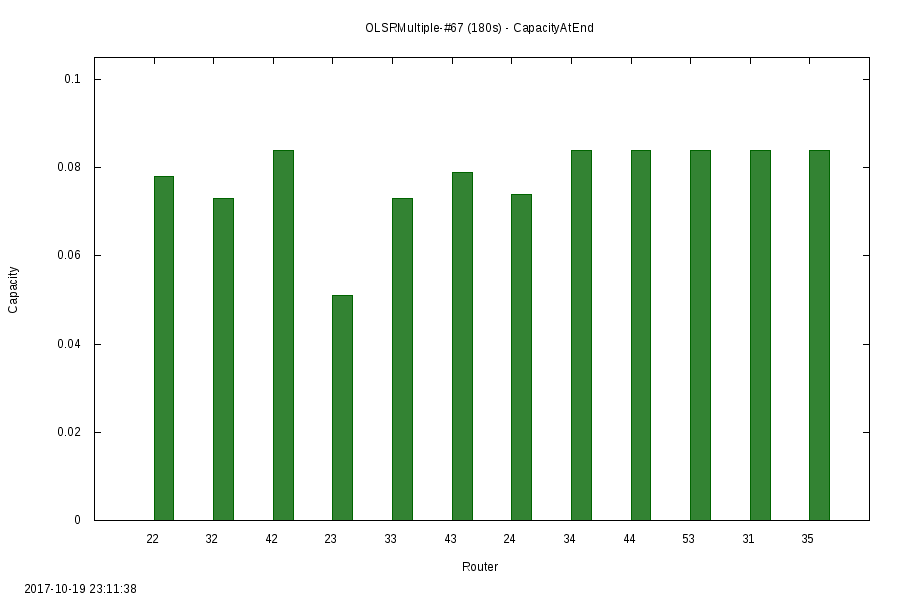 OLSRMultiple-#67 (180s) - CapacityAtEnd
0.1
0.08
0.06
0.04
0.02
0
Capacity
22 32 42 23 33 43 24 34 44 53 31 35
Router
2017-10-19 23:11:38